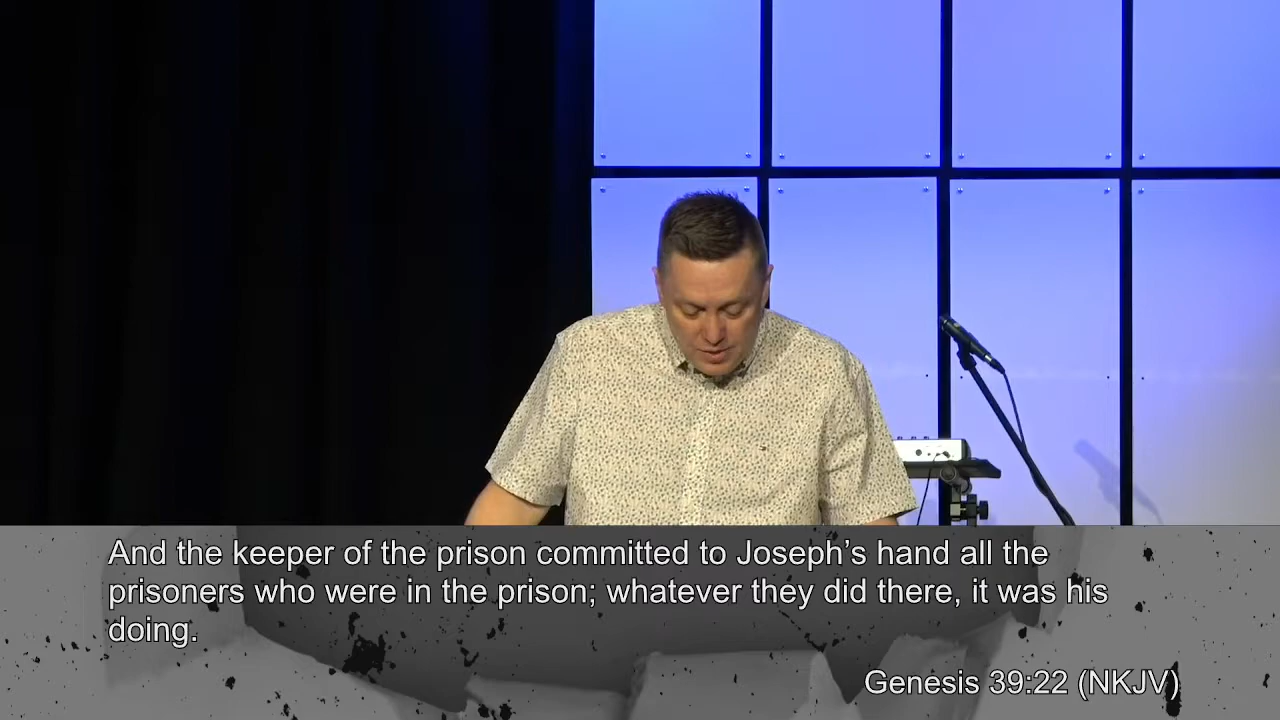 And the keeper of the prison committed to Joseph’s hand all the
prisoners who were in the prison; whatever they did there, it was his
doing.
Genesis 39:22 (NKJV)